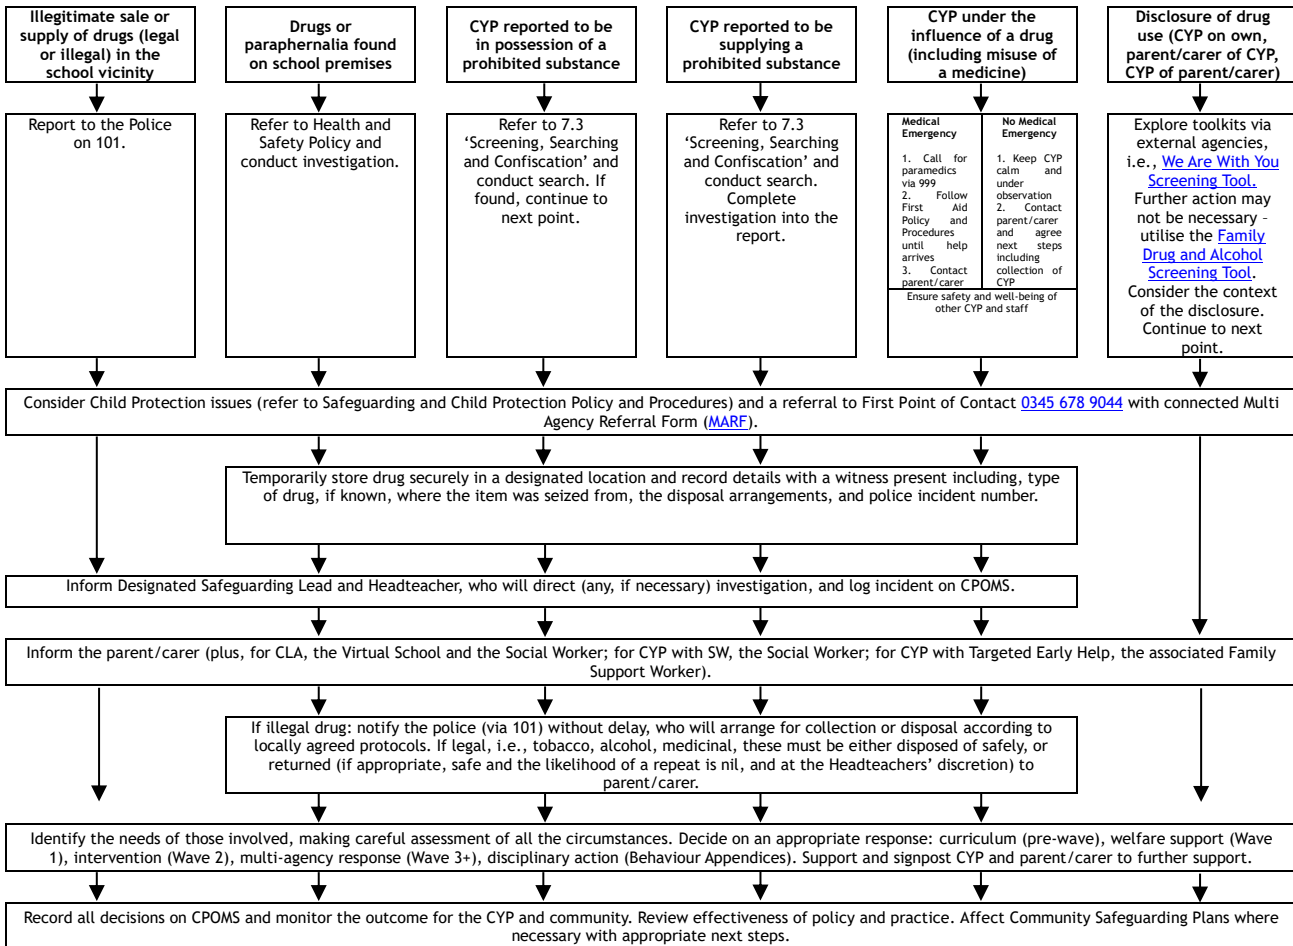 Illegitimate sale or
supply of drugs (legal
or illegal) in the
school vicinity
Drugs or
paraphernalia found
on school premises
CYP reported to be
in possession of a
prohibited substance
CYP reported to be
supplying a
prohibited substance
CYP under the
influence of a drug
(including misuse of
a medicine)
Disclosure of drug
use (CYP on own,
parent/carer of CYP,
CYP of parent/carer)
Report to the Police
on 101.
Refer to Health and
Safety Policy and
conduct investigation.
Refer to 7.3
‘Screening, Searching
and Confiscation’ and
conduct search. If
found, continue to
next point.
Refer to 7.3
‘Screening, Searching
and Confiscation’ and
conduct search.
Complete
investigation into the
report.
Medical
Emergency
1. Call for
paramedics
via 999
2. Follow
First Aid
Policy and
Procedures
until help
arrives
3. Contact
parent/carer
No Medical
Emergency
1. Keep CYP
calm and
under
observation
2. Contact
parent/carer
and agree
next steps
including
collection of
CYP
Ensure safety and well-being of
other CYP and staff
Explore toolkits via
external agencies,
i.e., We Are With You
Screening Tool.
Further action may
not be necessary –
utilise the Family
Drug and Alcohol
Screening Tool.
Consider the context
of the disclosure.
Continue to next
point.
Consider Child Protection issues (refer to Safeguarding and Child Protection Policy and Procedures) and a referral to First Point of Contact 0345 678 9044 with connected Multi
Agency Referral Form (MARF).
Temporarily store drug securely in a designated location and record details with a witness present including, type
of drug, if known, where the item was seized from, the disposal arrangements, and police incident number.
Inform Designated Safeguarding Lead and Headteacher, who will direct (any, if necessary) investigation, and log incident on CPOMS.
Inform the parent/carer (plus, for CLA, the Virtual School and the Social Worker; for CYP with SW, the Social Worker; for CYP with Targeted Early Help, the associated Family
Support Worker).
If illegal drug: notify the police (via 101) without delay, who will arrange for collection or disposal according to
locally agreed protocols. If legal, i.e., tobacco, alcohol, medicinal, these must be either disposed of safely, or
returned (if appropriate, safe and the likelihood of a repeat is nil, and at the Headteachers’ discretion) to
parent/carer.
Identify the needs of those involved, making careful assessment of all the circumstances. Decide on an appropriate response: curriculum (pre-wave), welfare support (Wave
1), intervention (Wave 2), multi-agency response (Wave 3+), disciplinary action (Behaviour Appendices). Support and signpost CYP and parent/carer to further support.
Record all decisions on CPOMS and monitor the outcome for the CYP and community. Review effectiveness of policy and practice. Affect Community Safeguarding Plans where
necessary with appropriate next steps.